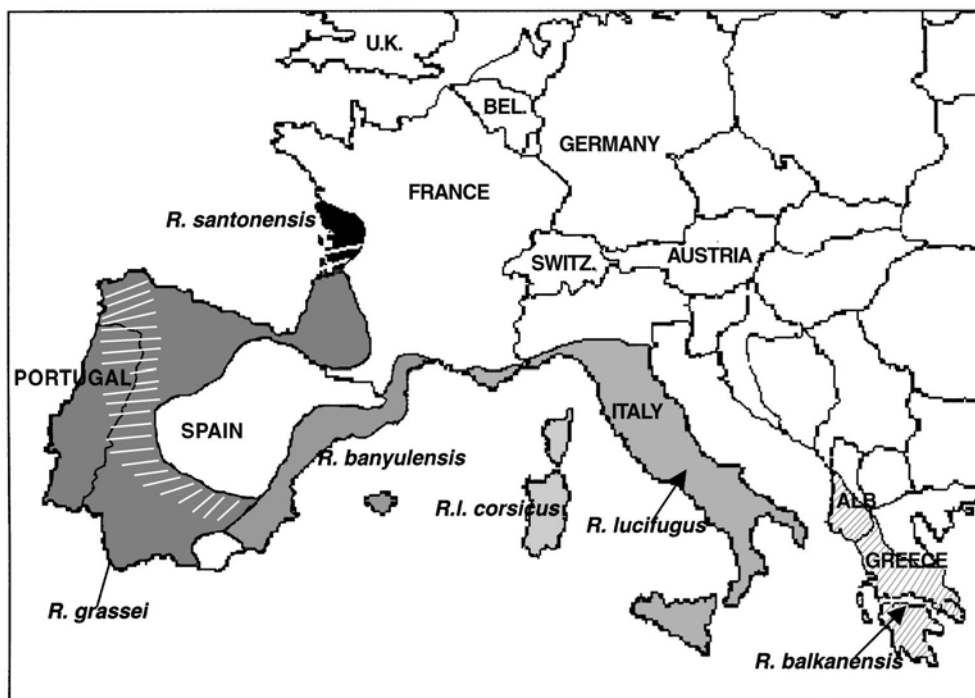 U.K.
BEL.
GERMANY
FRANCE
R. santonensis
SWITZ.
AUSTRIA
PORTUGAL
ITALY
SPAIN
R. banyulensis
R.l. corsicus
R. lucifugus
ALB.
GREECE
R. grassei
R. balkanensis